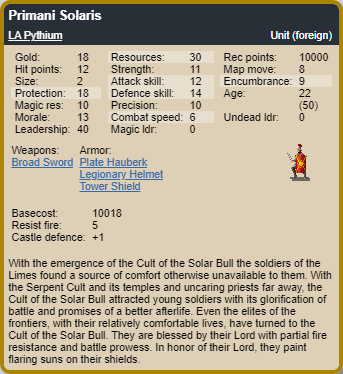 Primani Solaris
LA Pythium Unit (foreign)
Gold: 18 Resources: 30 Rec points: 10000
Hit points: 12 Strength: 11 Map move: 8
Size: 2 Attack skill: 12 Encumbrance: 9
Protection: 18 Defence skill: 14 Age: 22
Magic res: 10 Precision: 10 (50)
Morale: 13 Combat speed: 6 Undead ldr: 0
Leadership: 40 Magic ldr: 0
Weapons: Armor:
Broad Sword Plate Hauberk
Legionary Helmet
Tower Shield
Basecost: 10018
Resist fire: 5
Castle defence: +1
With the emergence of the Cult of the Solar Bull the soldiers of the
Limes found a source of comfort otherwise unavailable to them. With
the Serpent Cult and its temples and uncaring priests far away, the
Cult of the Solar Bull attracted young soldiers with its glorification of
battle and promises of a better afterlife. Even the elites of the
frontiers, with their relatively comfortable lives, have turned to the
Cult of the Solar Bull. They are blessed by their Lord with partial fire
resistance and battle prowess. In honor of their Lord, they paint
flaring suns on their shields.